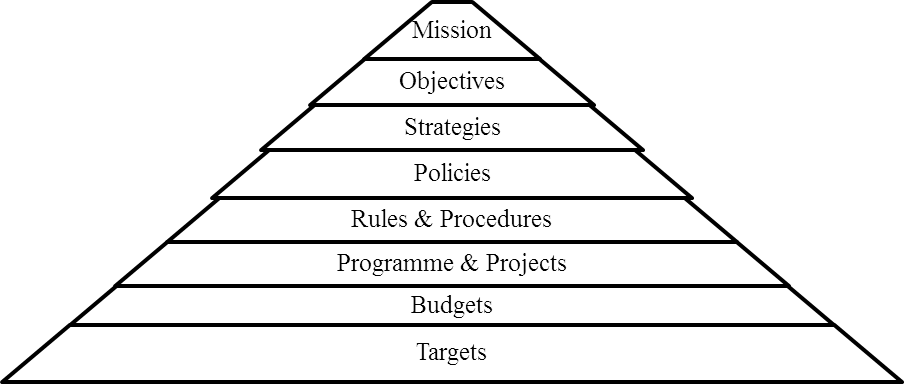 Mission
Objectives
Strategies
Policies
Rules & Procedures
Programme & Projects
Budgets
Targets